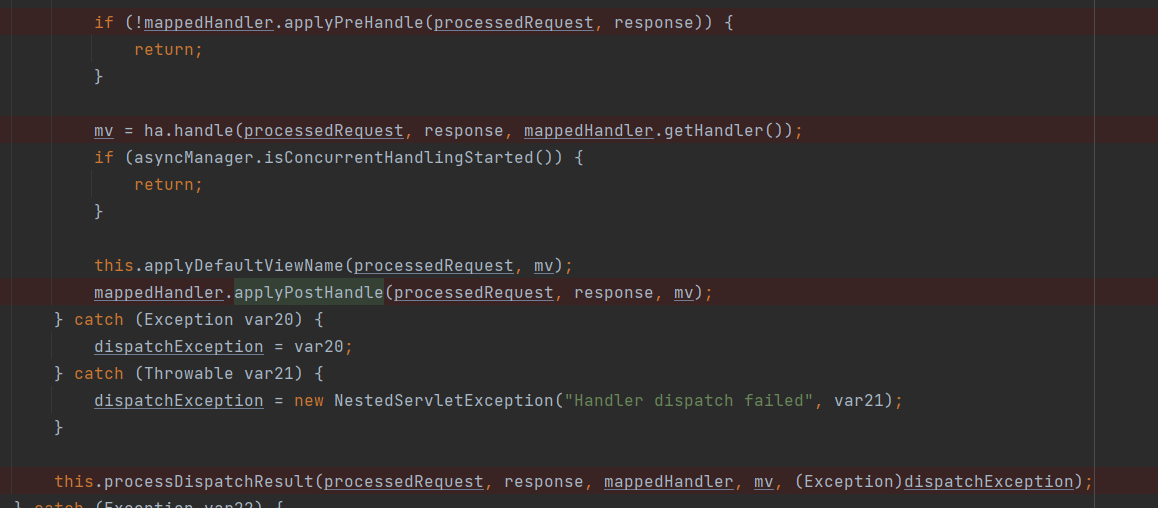 if (!mappedHandler.applyPreHandle(processedRequest, response)) {
return;
}
mv = ha.handle(processedRequest, response, mappedHandler.getHandler());
if (asyncManager.isConcurrentHandlingStarted()) {
return;
}
this.applyDefaultViewName(processedRequest, mv);
mappedHandler.applyPostHandle(processedRequest, response, mv);
} catch (Exception var20) {
dispatchException = var20;
} catch (Throwable var21) {
dispatchException = new NestedServletException("Handler dispatch failed", var21);
}
this.processDispatchResult(processedRequest, response, mappedHandler, mv, (Exception)dispatchException);
} catch (Exception var22) {